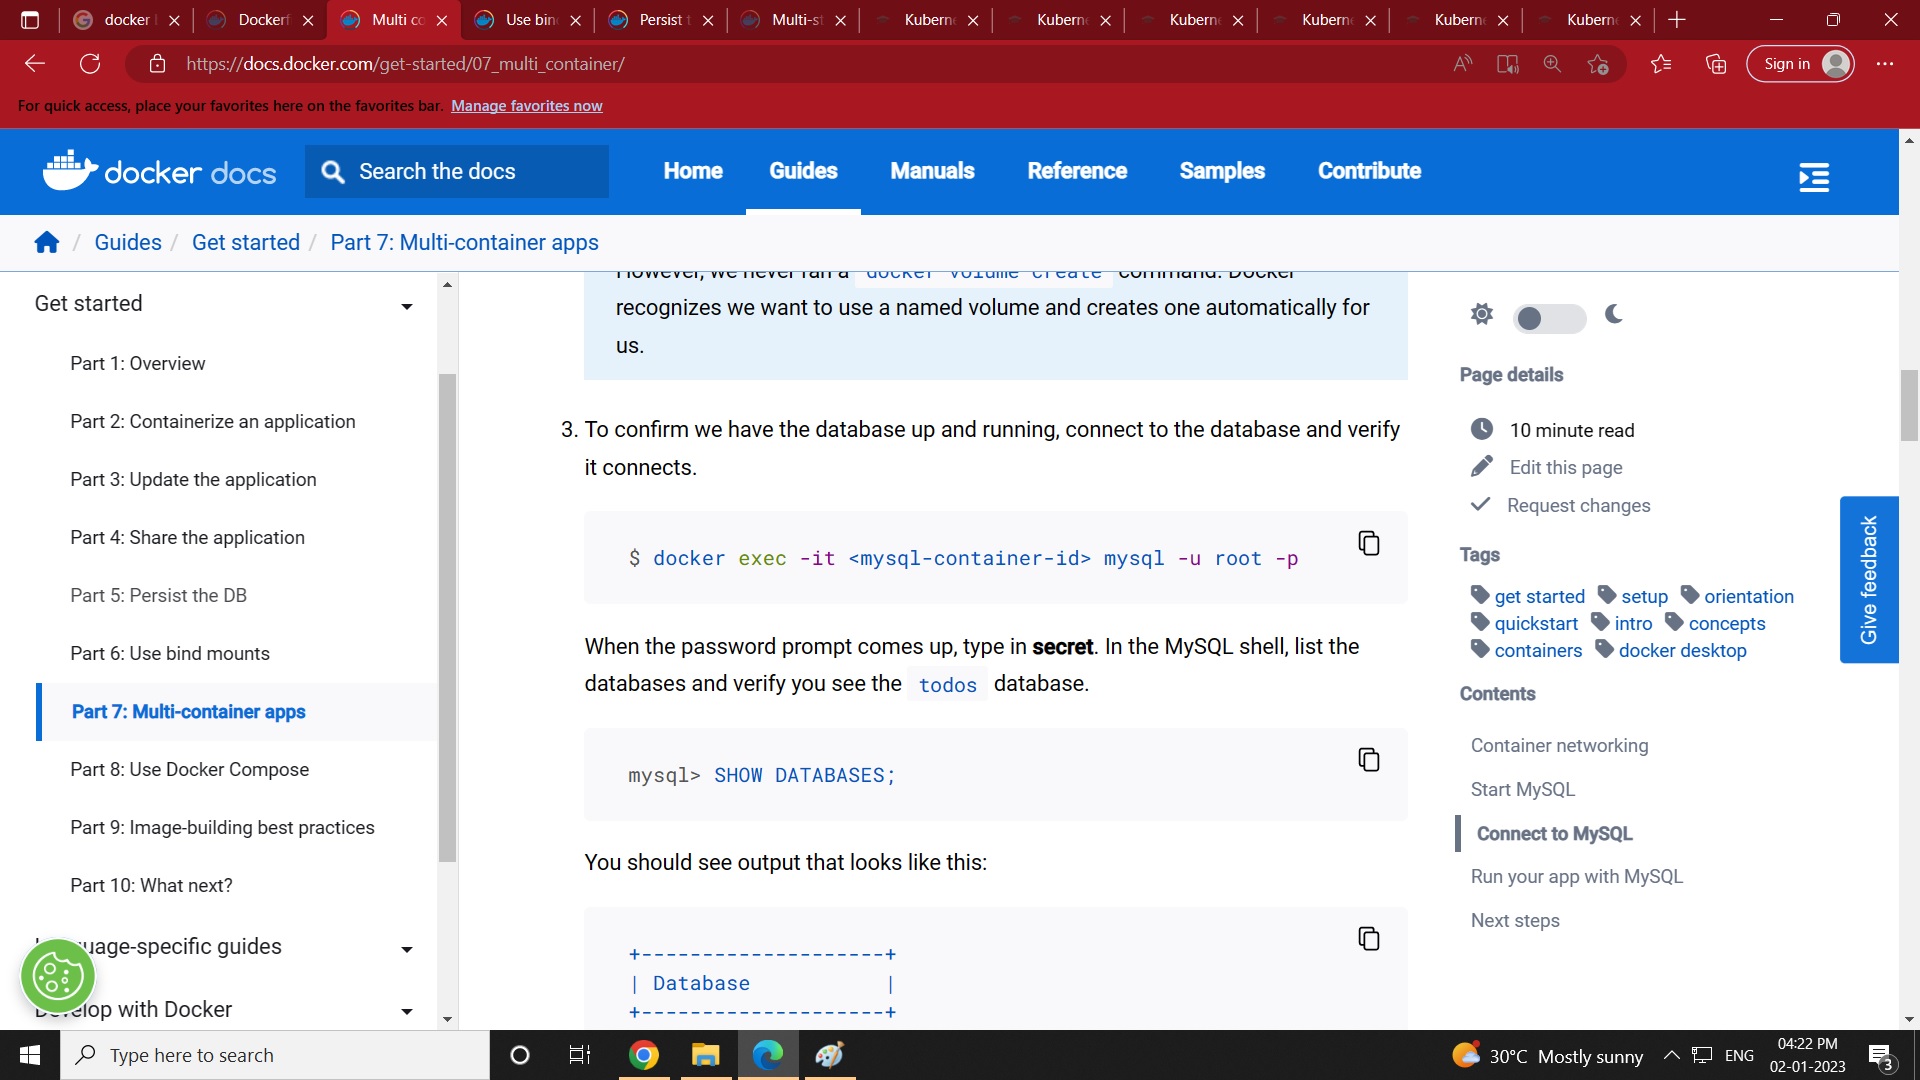 docker
Dockerf
Multi co
Use bin
Persist t
Multi-st
Kubern
Kubern
Kubern
Kubern
Kubern
Kubern
https://docs.docker.com/get-started/07_multi_container/
Sign in
For quick access, place your favorites here on the favorites bar. Manage favorites now
docker docs
Search the docs
Home
Guides
Manuals
Reference
Samples
Contribute
/ Guides / Get started / Part 7: Multi-container apps
Get started
Part 1: Overview
Part 2: Containerize an application
Part 3: Update the application
Part 4: Share the application
Part 5: Persist the DB
Part 6: Use bind mounts
Part 7: Multi-container apps
Part 8: Use Docker Compose
Part 9: Image-building best practices
Part 10: What next?
uage-specific guides
elop with Docker
However, we never ran a docker volume create command. Docker
recognizes we want to use a named volume and creates one automatically for
us.
3. To confirm we have the database up and running, connect to the database and verify
it connects.
$ docker exec -it <mysql-container-id> mysql -u root -p
When the password prompt comes up, type in secret. In the MySQL shell, list the
databases and verify you see the todos database.
mysql> SHOW DATABASES;
You should see output that looks like this:
+--------------------+
| Database           |
+--------------------+
Page details
10 minute read
Edit this page
Request changes
Tags
get started setup orientation
quickstart intro concepts
containers docker desktop
Contents
Container networking
Start MySQL
Connect to MySQL
Run your app with MySQL
Next steps
Give feedback
Type here to search
30°C Mostly sunny
ENG
04:22 PM
02-01-2023
3